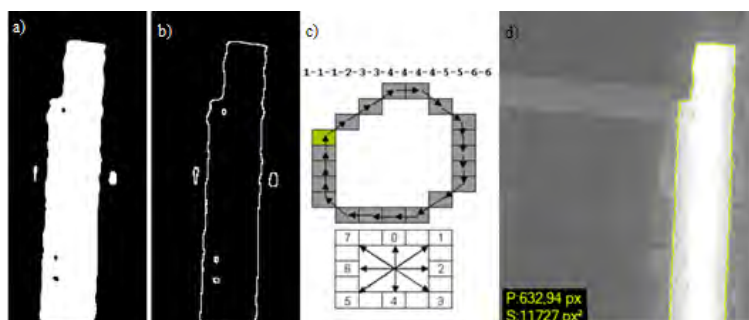 a) b) c) d)
1-1-1-2-3-3-4-4-4-4-5-5-6-6
7 0 1
6 2
5 4 3
P:632,94 px
S:11727 px²